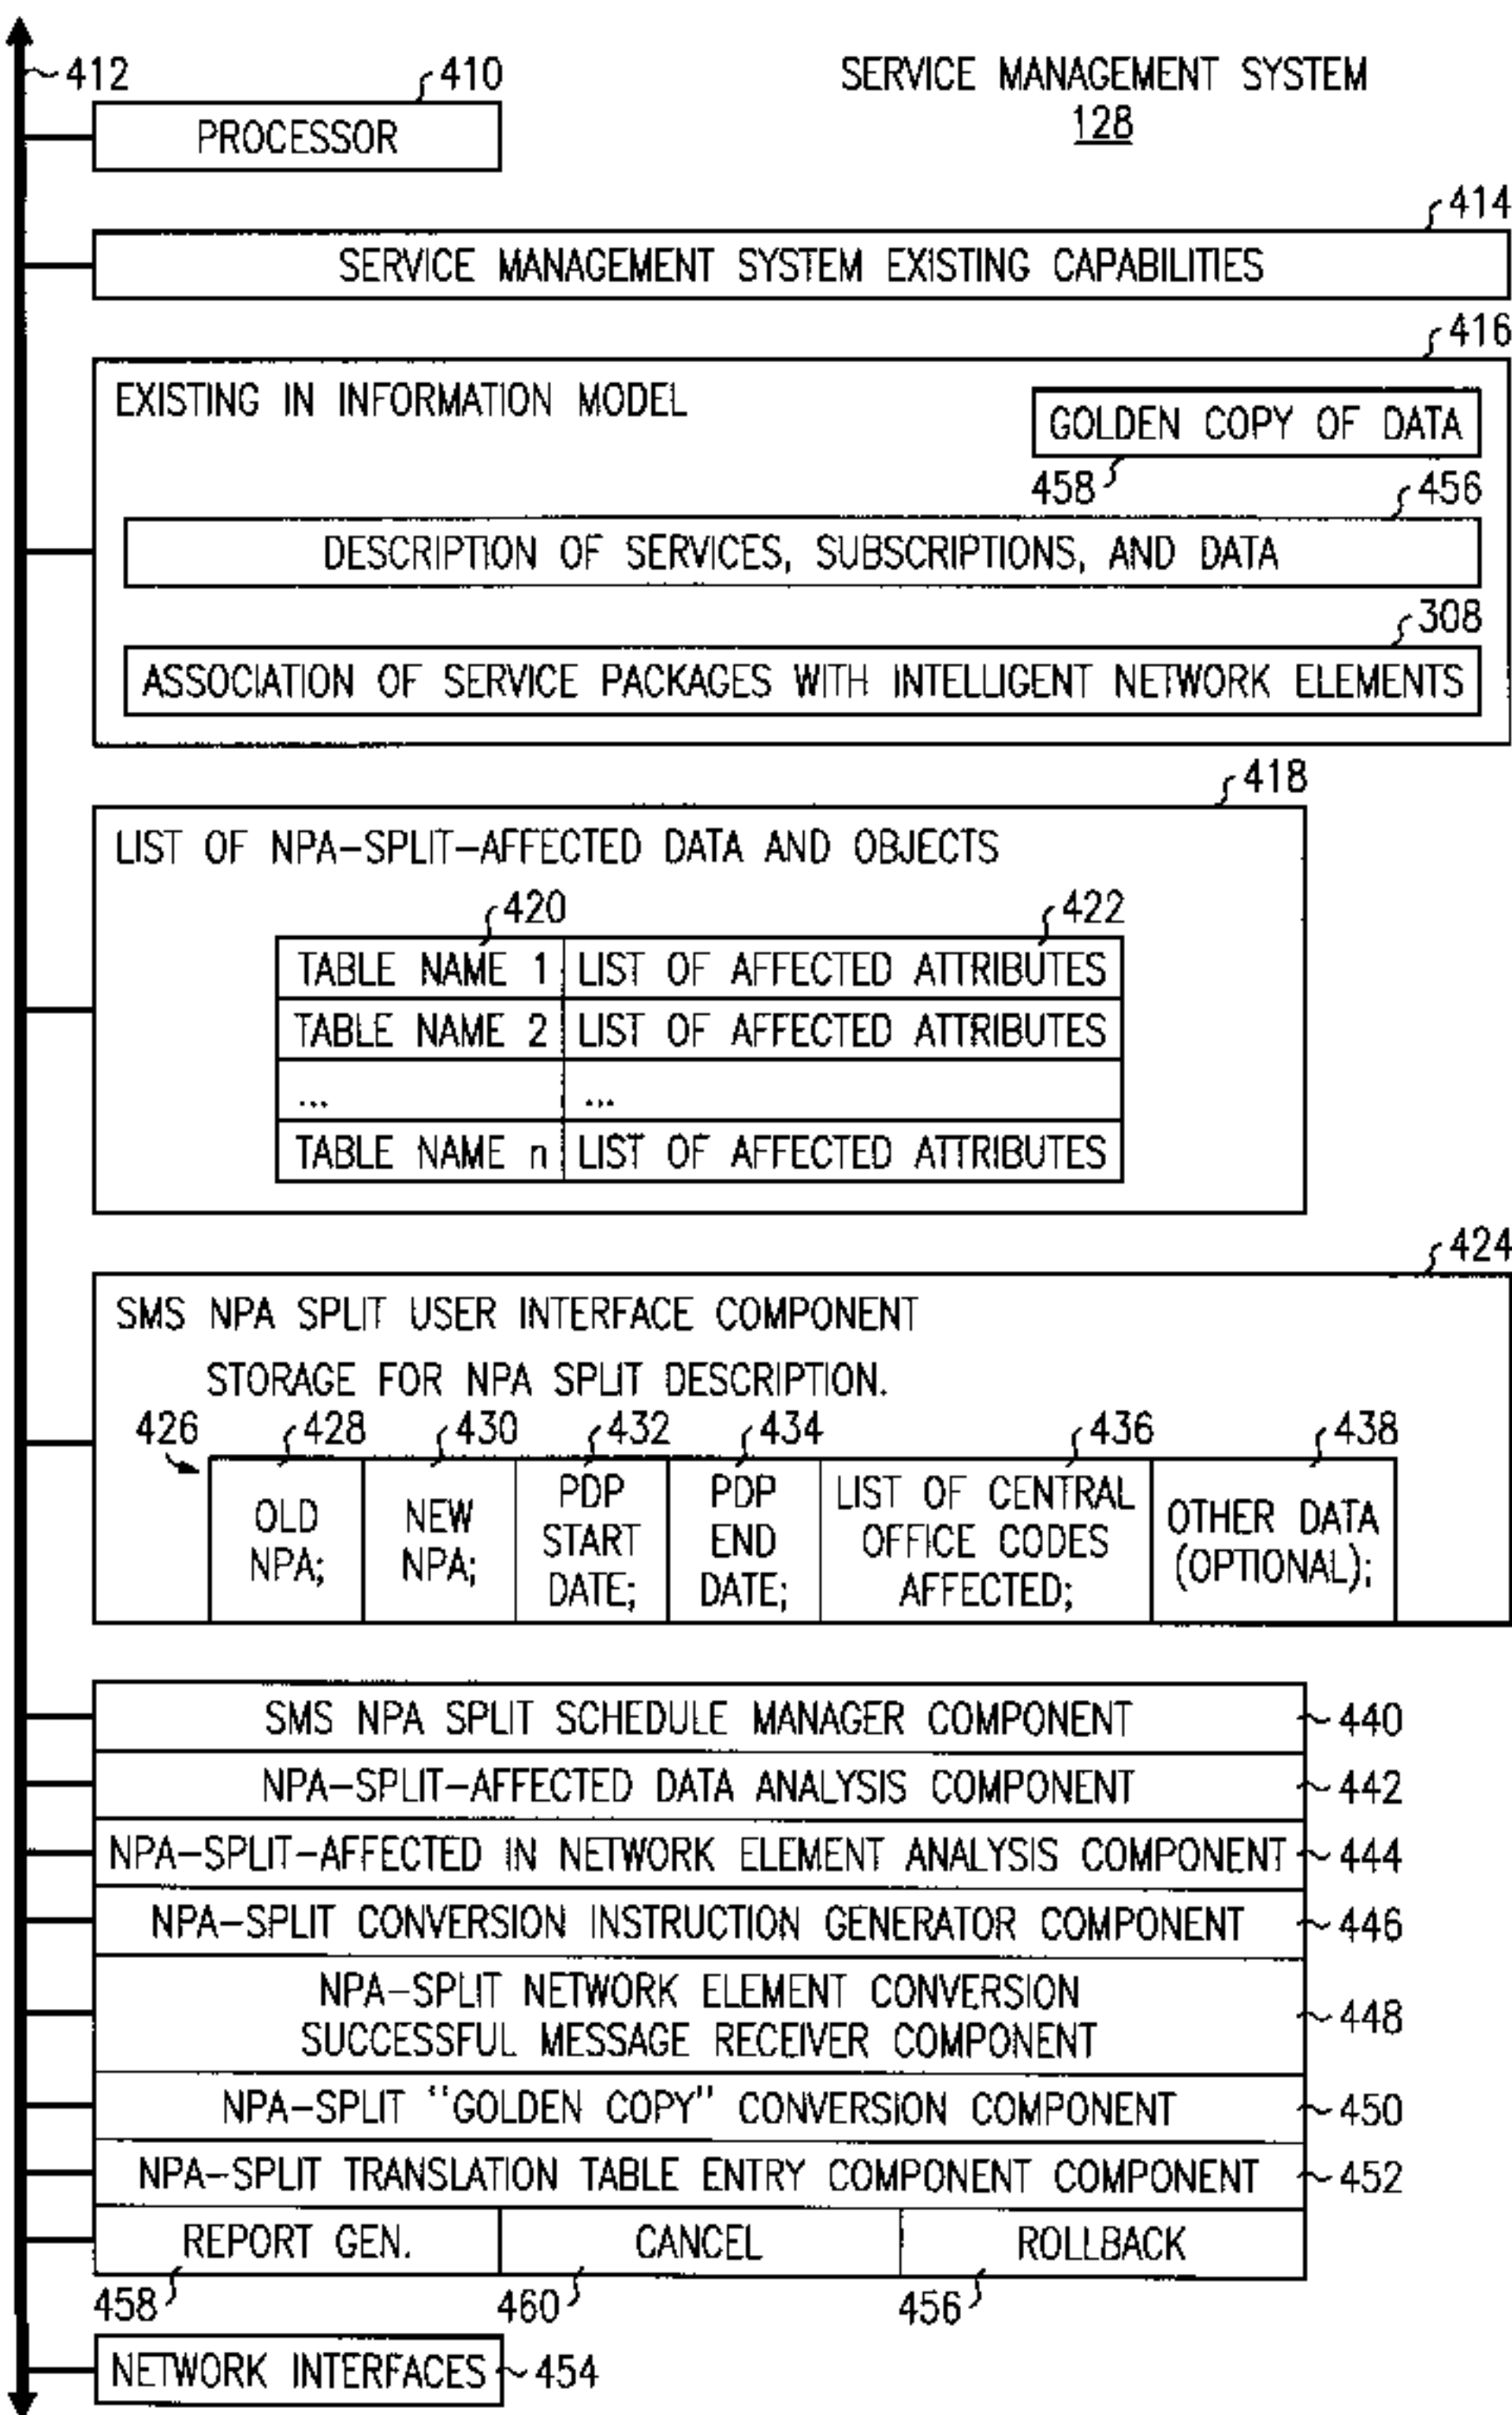 412
410
SERVICE MANAGEMENT SYSTEM
128
PROCESSOR
414
SERVICE MANAGEMENT SYSTEM EXISTING CAPABILITIES
416
EXISTING IN INFORMATION MODEL
GOLDEN COPY OF DATA
458
456
DESCRIPTION OF SERVICES, SUBSCRIPTIONS, AND DATA
308
ASSOCIATION OF SERVICE PACKAGES WITH INTELLIGENT NETWORK ELEMENTS
418
LIST OF NPA-SPLIT-AFFECTED DATA AND OBJECTS
420
422
TABLE NAME 1 LIST OF AFFECTED ATTRIBUTES
TABLE NAME 2 LIST OF AFFECTED ATTRIBUTES
... ...
TABLE NAME n LIST OF AFFECTED ATTRIBUTES
424
SMS NPA SPLIT USER INTERFACE COMPONENT
STORAGE FOR NPA SPLIT DESCRIPTION.
426
428
430
432
434
436
438
OLD
NPA;
NEW
NPA;
PDP
START
DATE;
PDP
END
DATE;
LIST OF CENTRAL
OFFICE CODES
AFFECTED;
OTHER DATA
(OPTIONAL);
SMS NPA SPLIT SCHEDULE MANAGER COMPONENT
440
NPA-SPLIT-AFFECTED DATA ANALYSIS COMPONENT
442
NPA-SPLIT-AFFECTED IN NETWORK ELEMENT ANALYSIS COMPONENT
444
NPA-SPLIT CONVERSION INSTRUCTION GENERATOR COMPONENT
446
NPA-SPLIT NETWORK ELEMENT CONVERSION
SUCCESSFUL MESSAGE RECEIVER COMPONENT
448
NPA-SPLIT "GOLDEN COPY" CONVERSION COMPONENT
450
NPA-SPLIT TRANSLATION TABLE ENTRY COMPONENT COMPONENT
452
REPORT GEN.
CANCEL
ROLLBACK
458
460
456
NETWORK INTERFACES
454